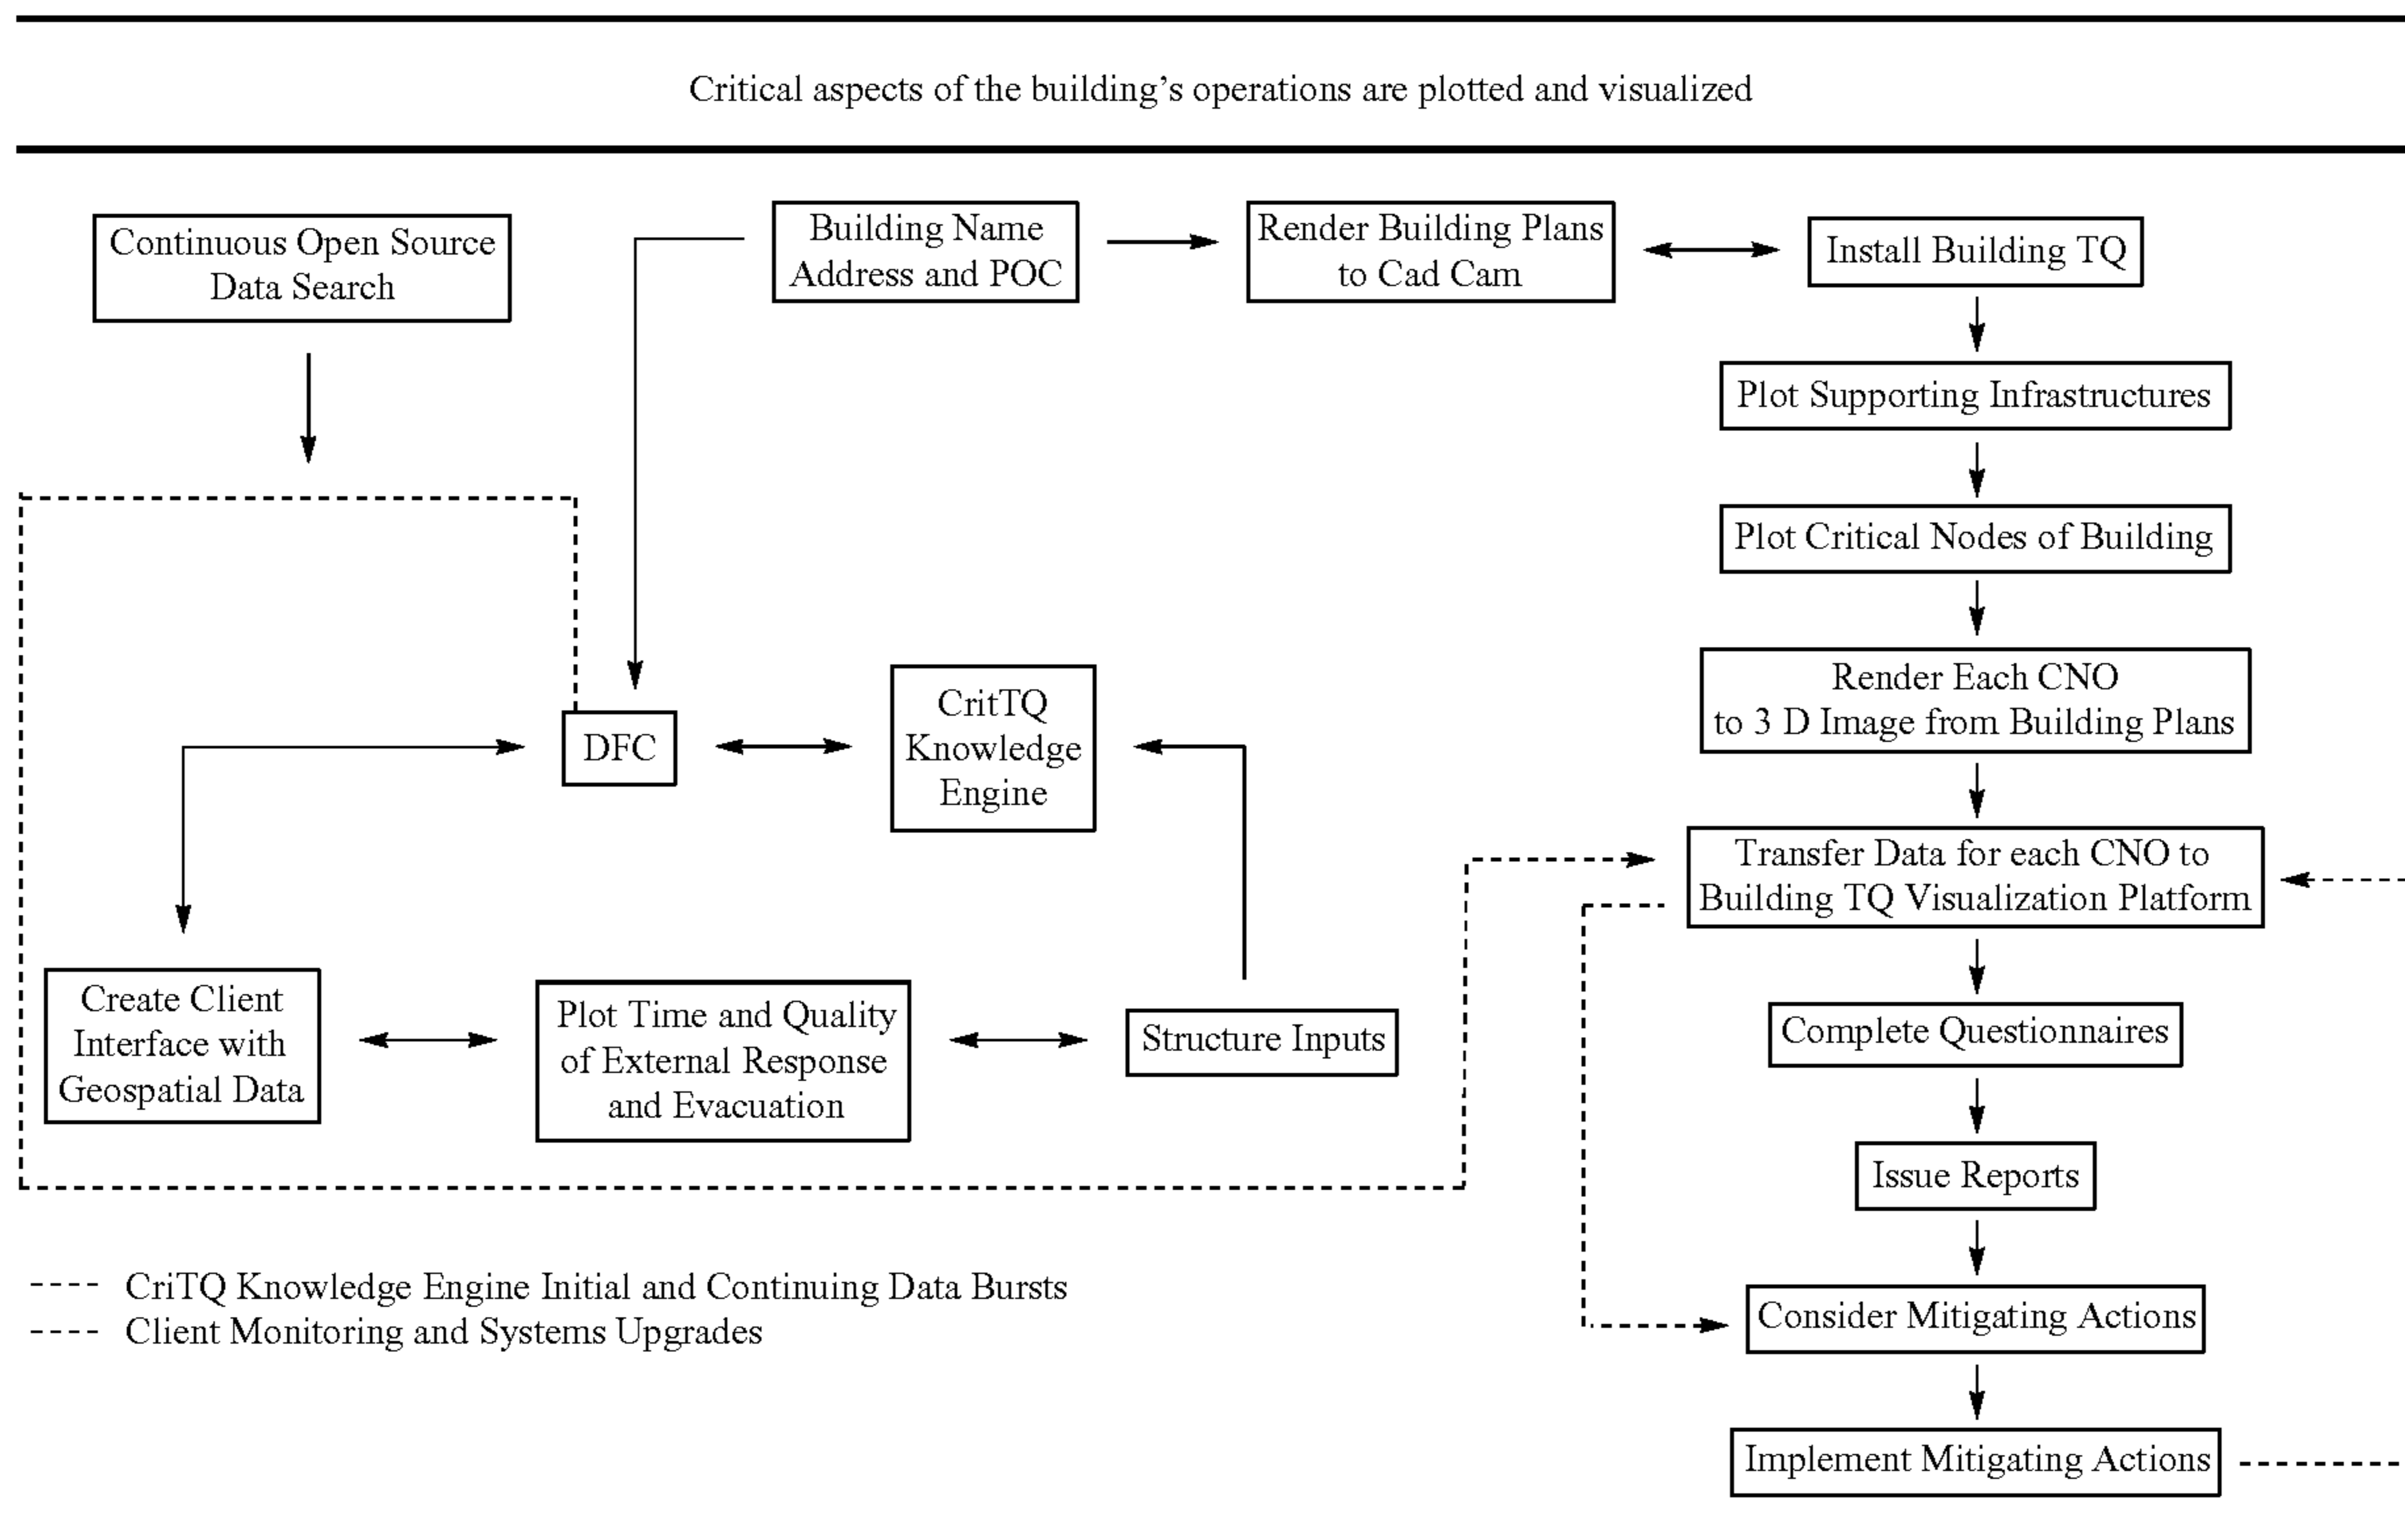 Critical aspects of the building's operations are plotted and visualized
Continuous Open Source
Data Search
Building Name
Address and POC
Render Building Plans
to Cad Cam
Install Building TQ
Plot Supporting Infrastructures
Plot Critical Nodes of Building
Render Each CNO
to 3 D Image from Building Plans
DFC
CritTQ
Knowledge
Engine
Transfer Data for each CNO to
Building TQ Visualization Platform
Create Client
Interface with
Geospatial Data
Plot Time and Quality
of External Response
and Evacuation
Structure Inputs
Complete Questionnaires
Issue Reports
Consider Mitigating Actions
Implement Mitigating Actions
CriTQ Knowledge Engine Initial and Continuing Data Bursts
Client Monitoring and Systems Upgrades